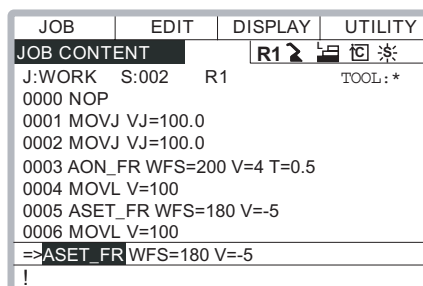 JOB EDIT DISPLAY UTILITY
JOB CONTENT R1 C S
J:WORK S:002 R1 TOOL:*
0000 NOP
0001 MOVJ VJ=100.0
0002 MOVJ VJ=100.0
0003 AON_FR WFS=200 V=4 T=0.5
0004 MOVL V=100
0005 ASET_FR WFS=180 V=-5
0006 MOVL V=100
=>ASET_FR WFS=180 V=-5
!